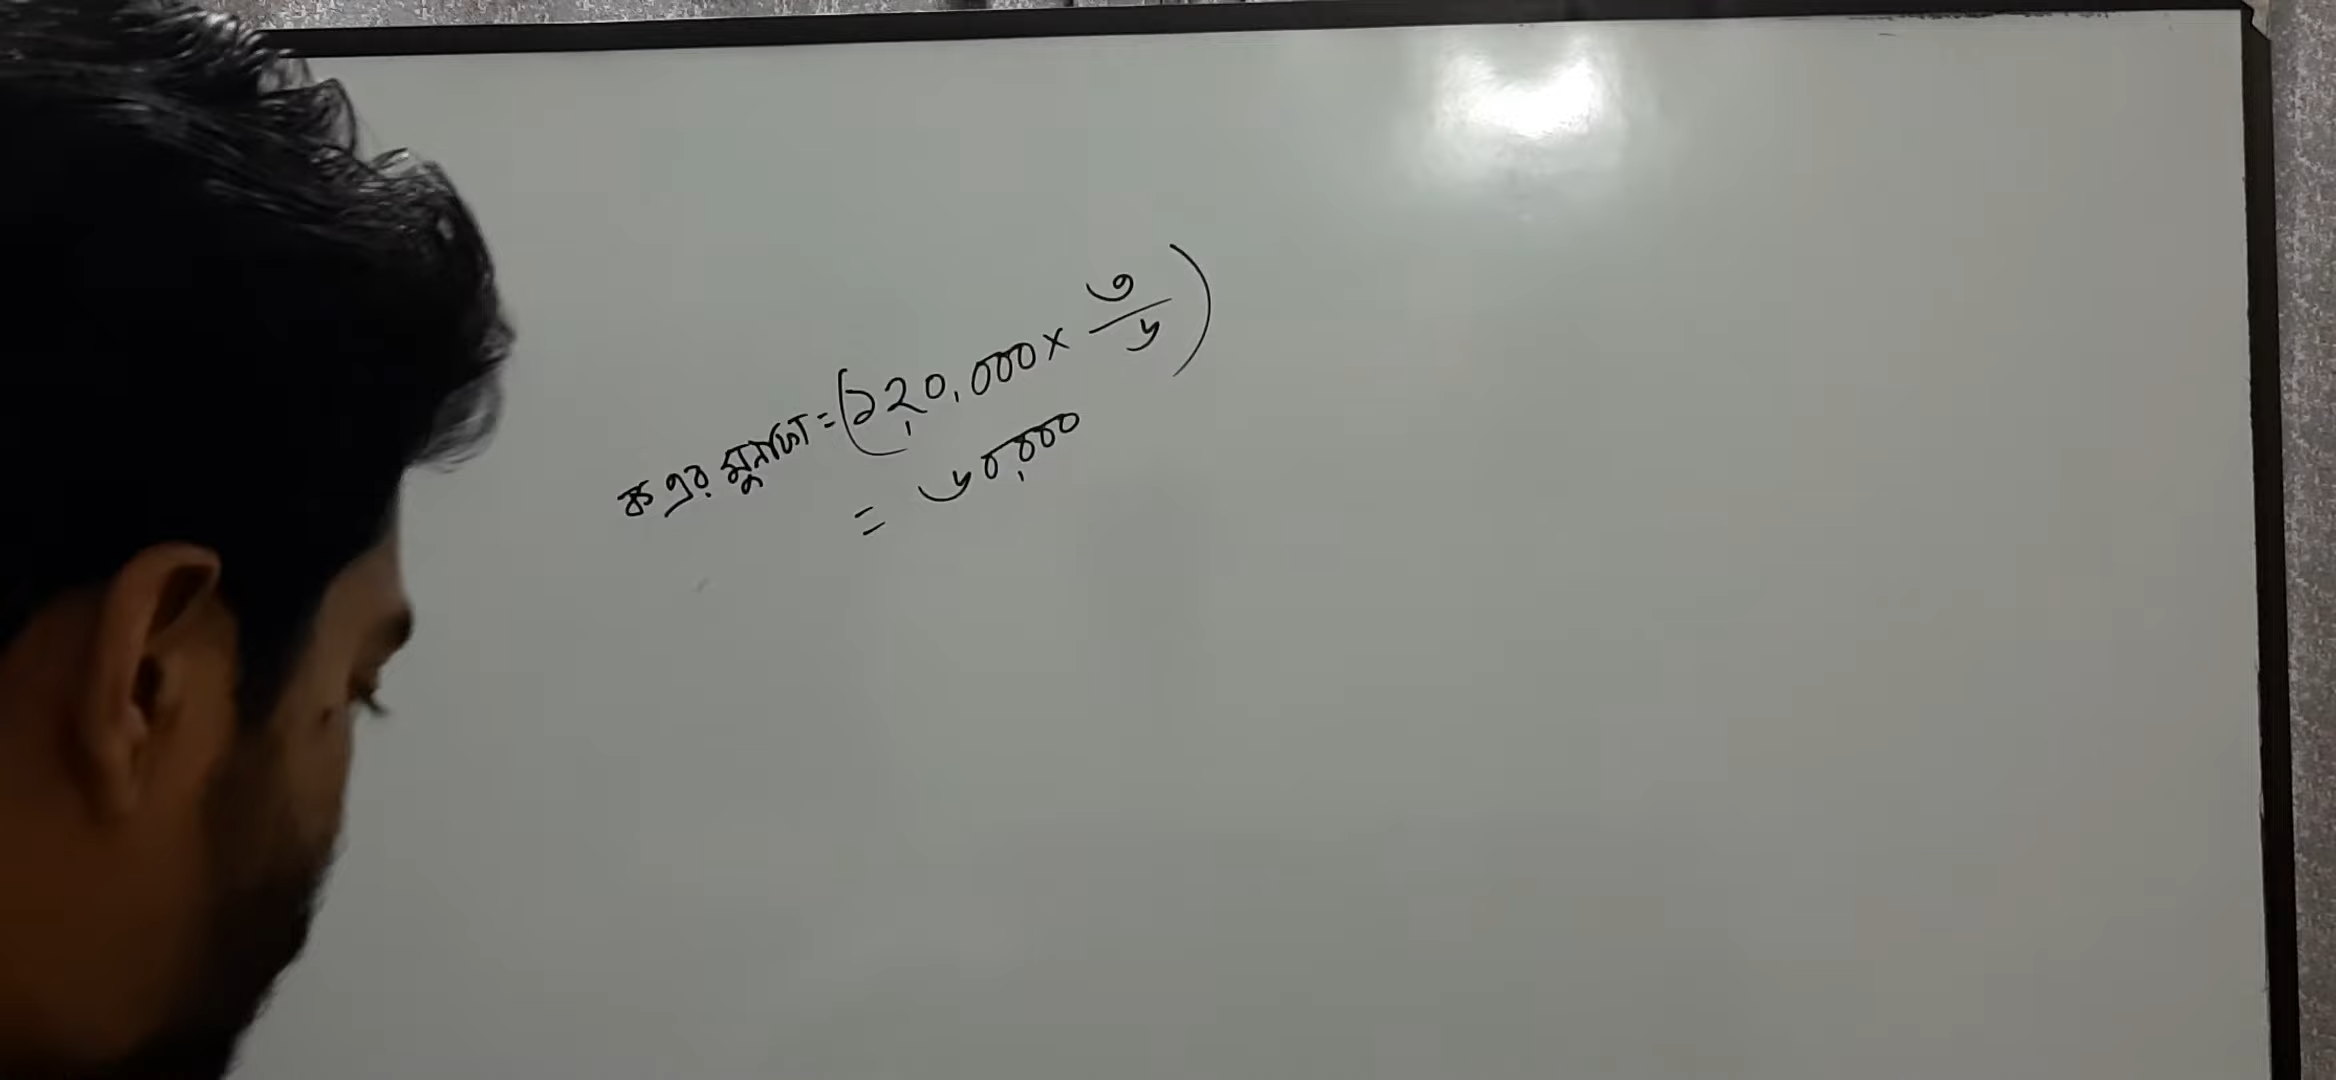 ক এর মুনাফা = (১২০,০০০ × ৩/৬)
= ৬০,০০০